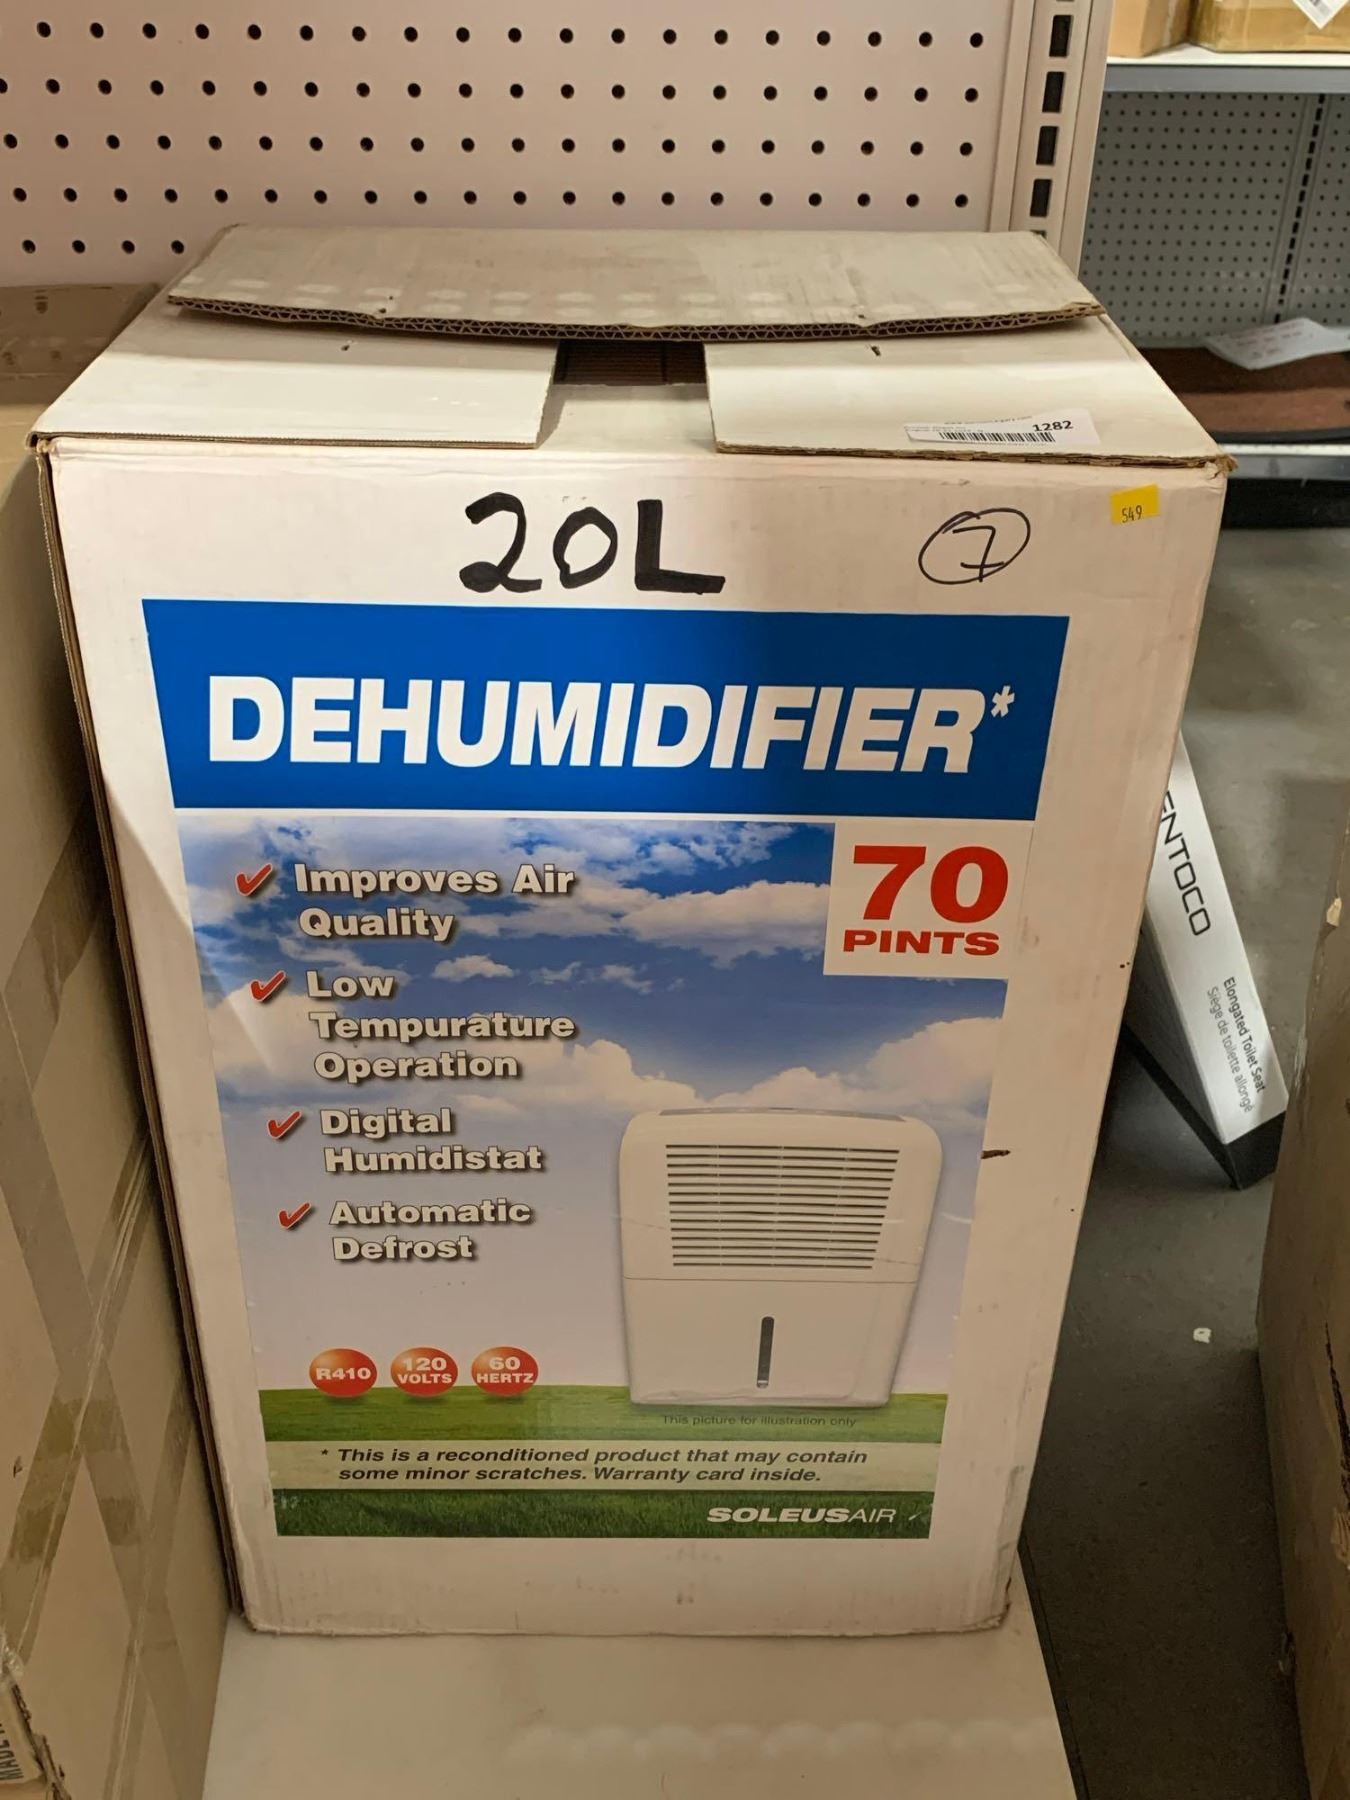 1282
20L
7
549
DEHUMIDIFIER*
70
PINTS
Improves Air
Quality
Low
Tempurature
Operation
Digital
Humidistat
Automatic
Defrost
R410
120
VOLTS
60
HERTZ
This picture for illustration only
* This is a reconditioned product that may contain
some minor scratches. Warranty card inside.
SOLEUSAIR
ENTOCO
Elongated Toilet Seat
Siège de toilette allongé
MADE